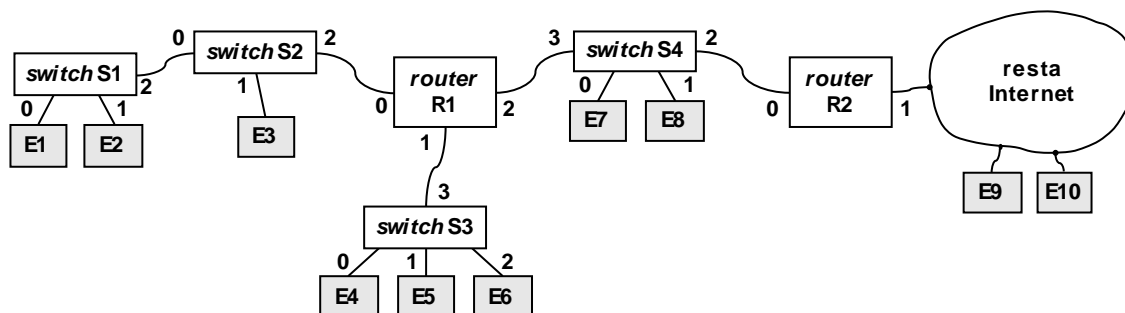 0
2
3
2
switch S1
switch S2
router
R1
switch S4
router
R2
resta
Internet
2
1
0
2
0
1
0
1
0
1
E1
E2
E3
1
E7
E8
3
E9
E10
switch S3
0
1
2
E4
E5
E6